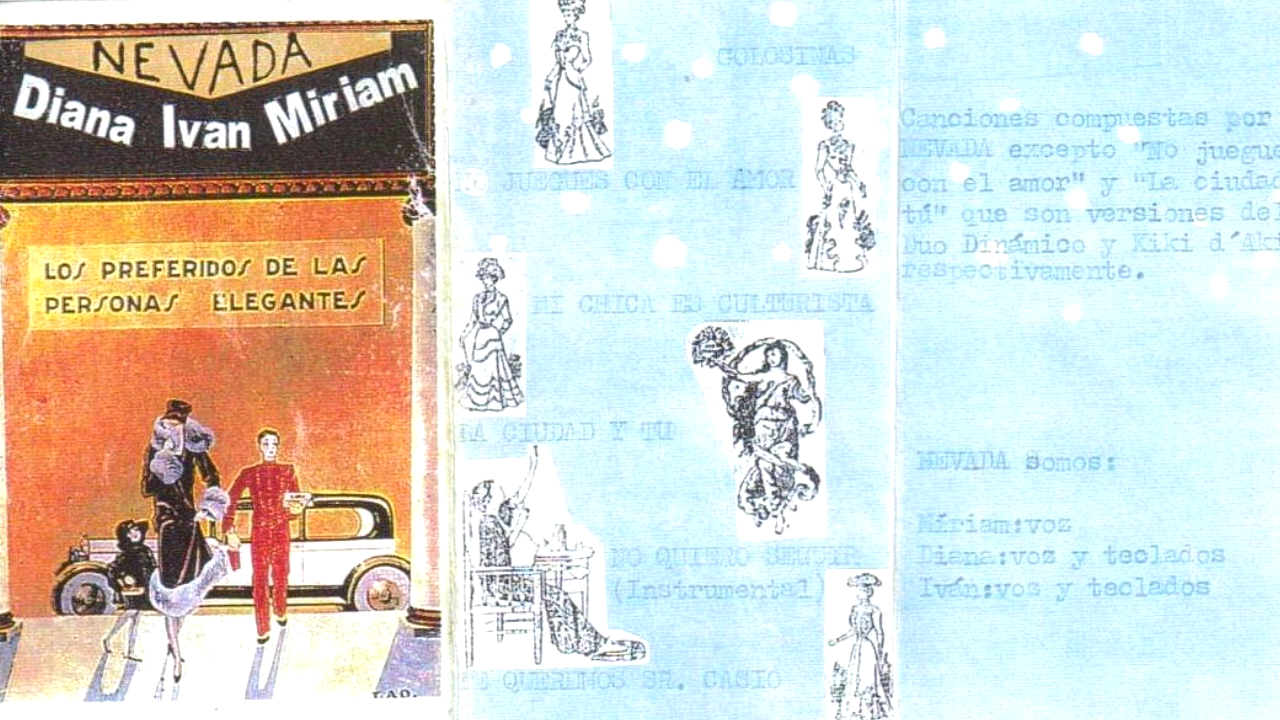 NEVADA
Diana Ivan Miriam
LOS PREFERIDOS DE LAS
PERSONAS ELEGANTES
GOLOSINAS
NO JUEGUES CON EL AMOR
MI CHICA ES CULTURISTA
LA CIUDAD Y TU
NO QUIERO SEGUIR
(Instrumental)
QUEREMOS SR. CASIO
Canciones compuestas por
NEVADA excepto "No juegue
con el amor" y "La ciudad
tú" que son versiones del
Duo Dinámico y Kiki d´Aki
respectivamente.
NEVADA somos:
Míriam:voz
Diana:voz y teclados
Iván:voz y teclados